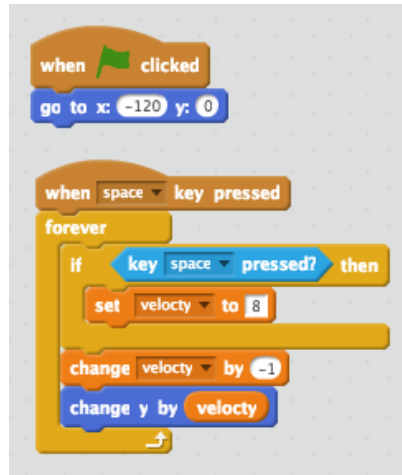 when clicked
go to x: -120 y: 0
when space key pressed
forever
if key space pressed? then
set velocty to 8
change velocty by -1
change y by velocty